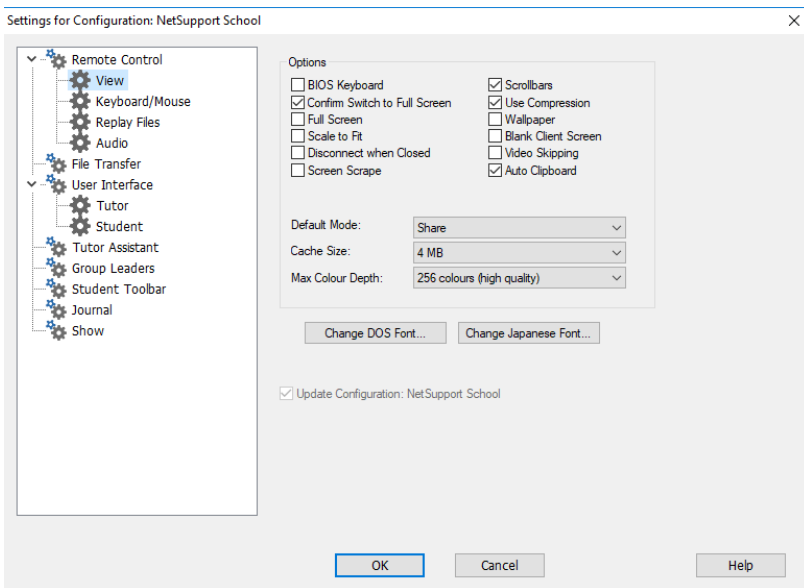 Settings for Configuration: NetSupport School
Remote Control
View
Keyboard/Mouse
Replay Files
Audio
File Transfer
User Interface
Tutor
Student
Tutor Assistant
Group Leaders
Student Toolbar
Journal
Show
Options
BIOS Keyboard
Confirm Switch to Full Screen
Full Screen
Scale to Fit
Disconnect when Closed
Screen Scrape
Scrollbars
Use Compression
Wallpaper
Blank Client Screen
Video Skipping
Auto Clipboard
Default Mode: Share
Cache Size: 4 MB
Max Colour Depth: 256 colours (high quality)
Change DOS Font... Change Japanese Font...
Update Configuration: NetSupport School
OK Cancel Help